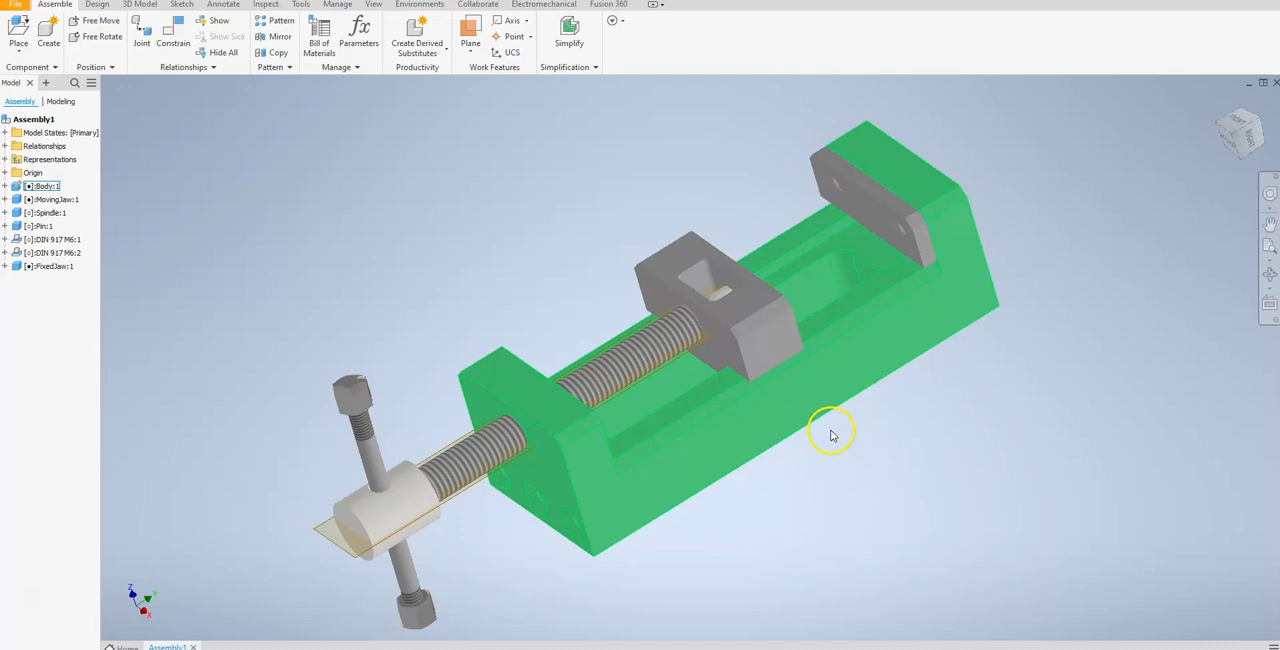 File Assemble Design 3D Model Sketch Annotate Inspect Tools Manage View Environments Collaborate Electromechanical Fusion 360
Place Create Free Move Free Rotate Joint Constrain Show Show Sick Hide All Pattern Mirror Copy Bill of Materials Parameters Create Derived Substitutes Plane Axis Point UCS Simplify
Component Position Relationships Pattern Manage Productivity Work Features Simplification
Model
Assembly Modeling
Assembly1
Model States: [Primary]
Relationships
Representations
Origin
[●]:Body:1
[●]:MovingJaw:1
[○]:Spindle:1
[○]:Pin:1
[○]:DIN 917 M6:1
[○]:DIN 917 M6:2
[●]:FixedJaw:1
FRONT RIGHT
Z Y X
Home Assembly1